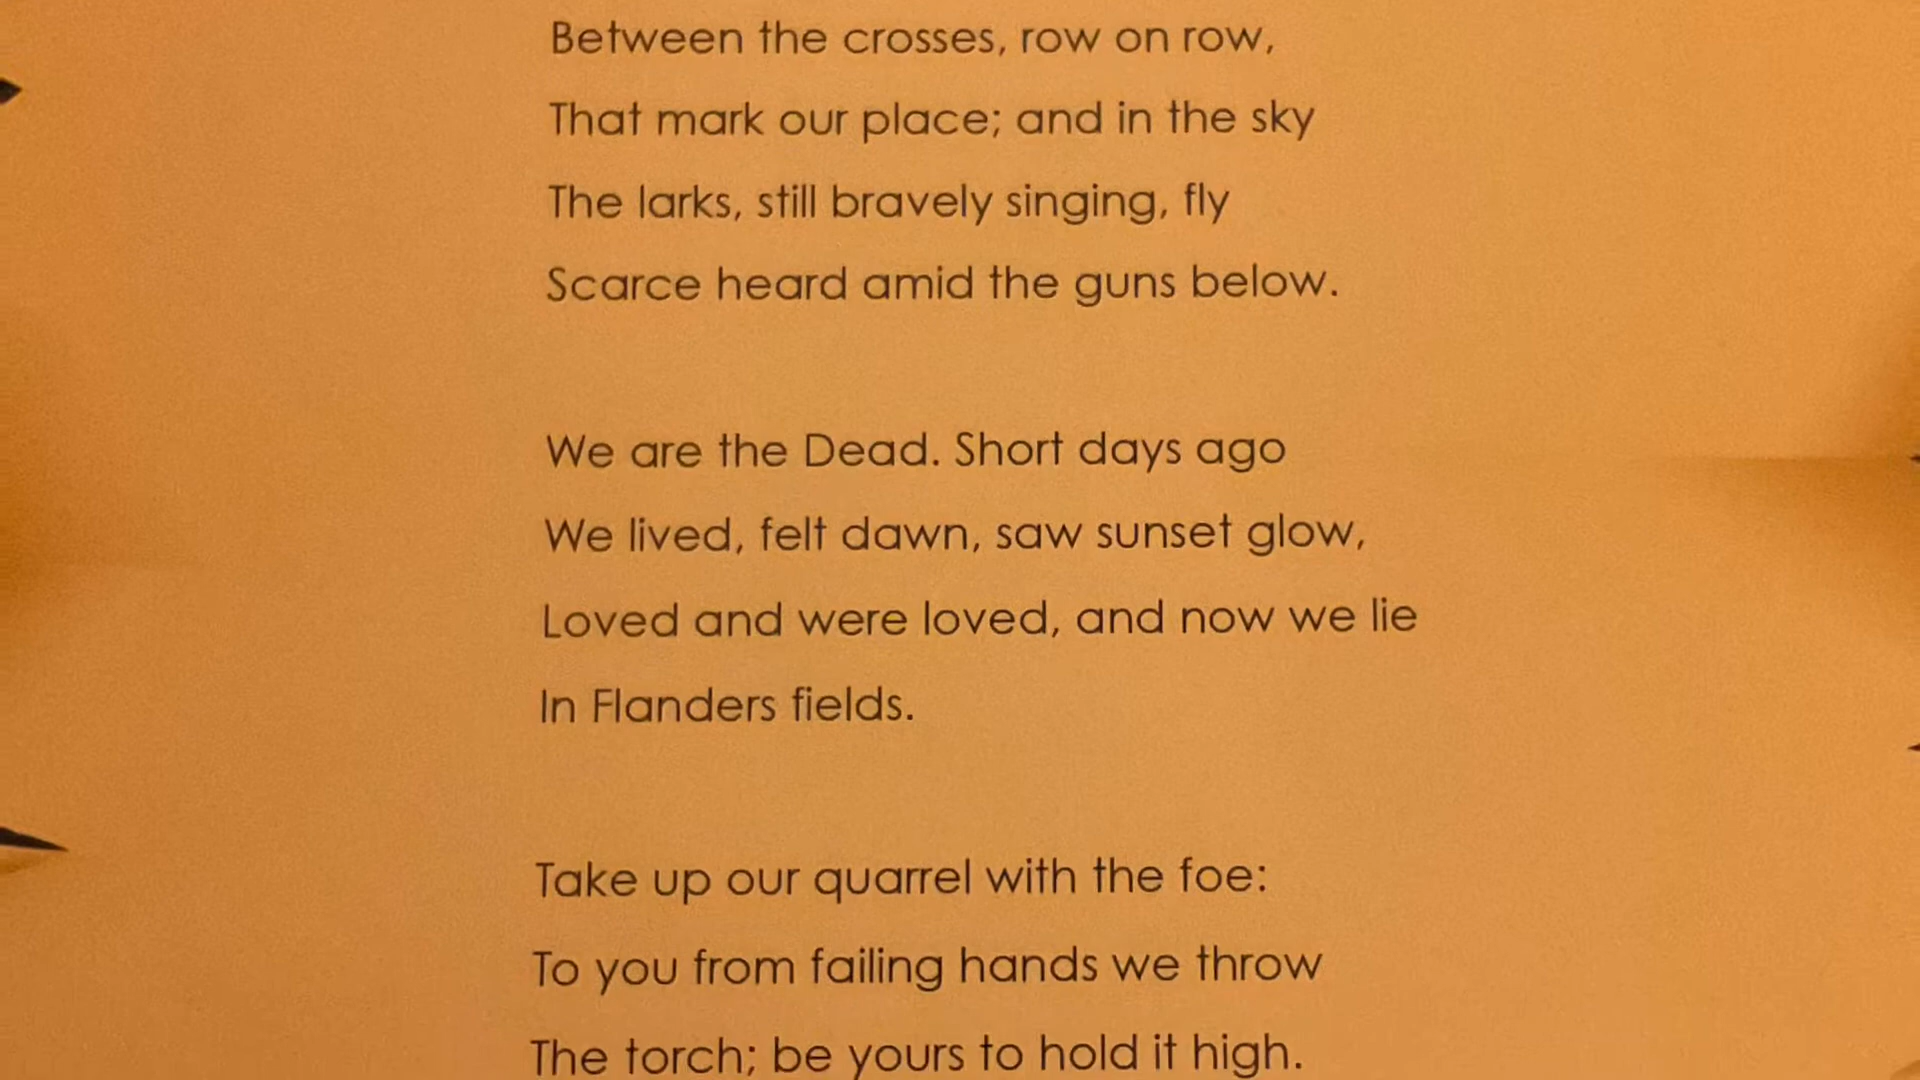 Between the crosses, row on row,
That mark our place; and in the sky
The larks, still bravely singing, fly
Scarce heard amid the guns below.
We are the Dead. Short days ago
We lived, felt dawn, saw sunset glow,
Loved and were loved, and now we lie
In Flanders fields.
Take up our quarrel with the foe:
To you from failing hands we throw
The torch; be yours to hold it high.